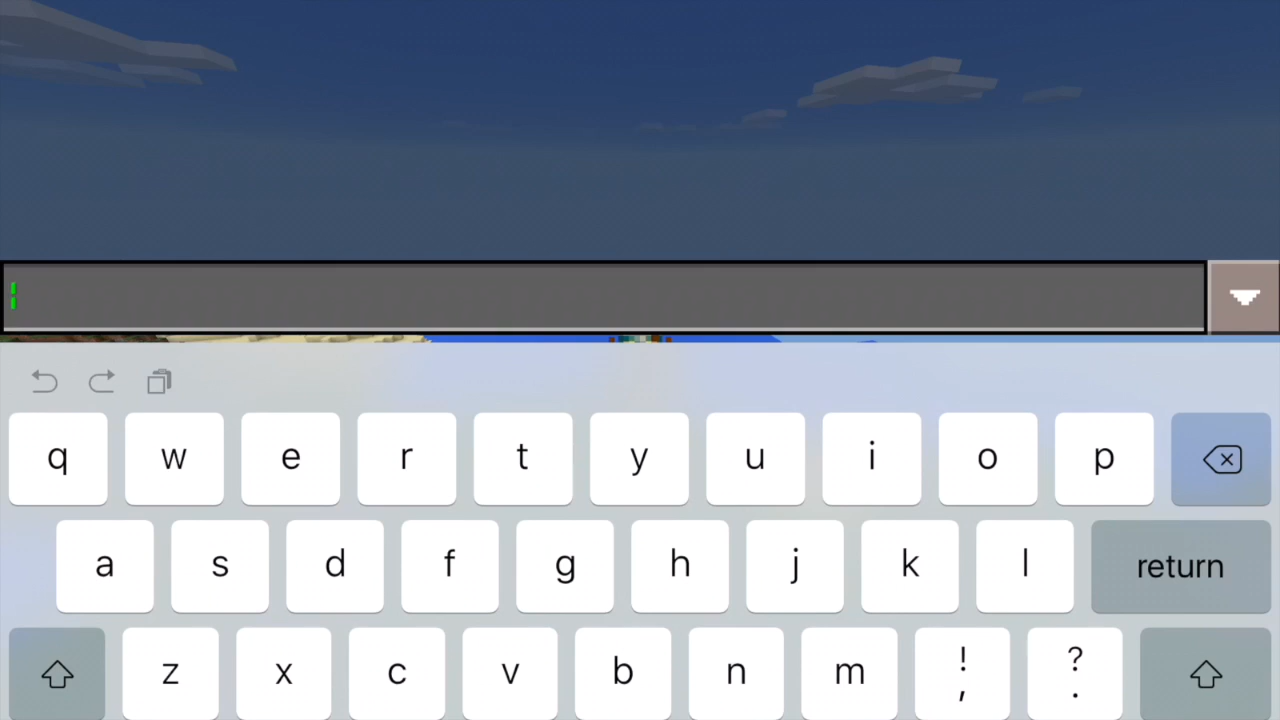 q w e r t y u i o p
a s d f g h j k l return
z x c v b n m ! , ? .